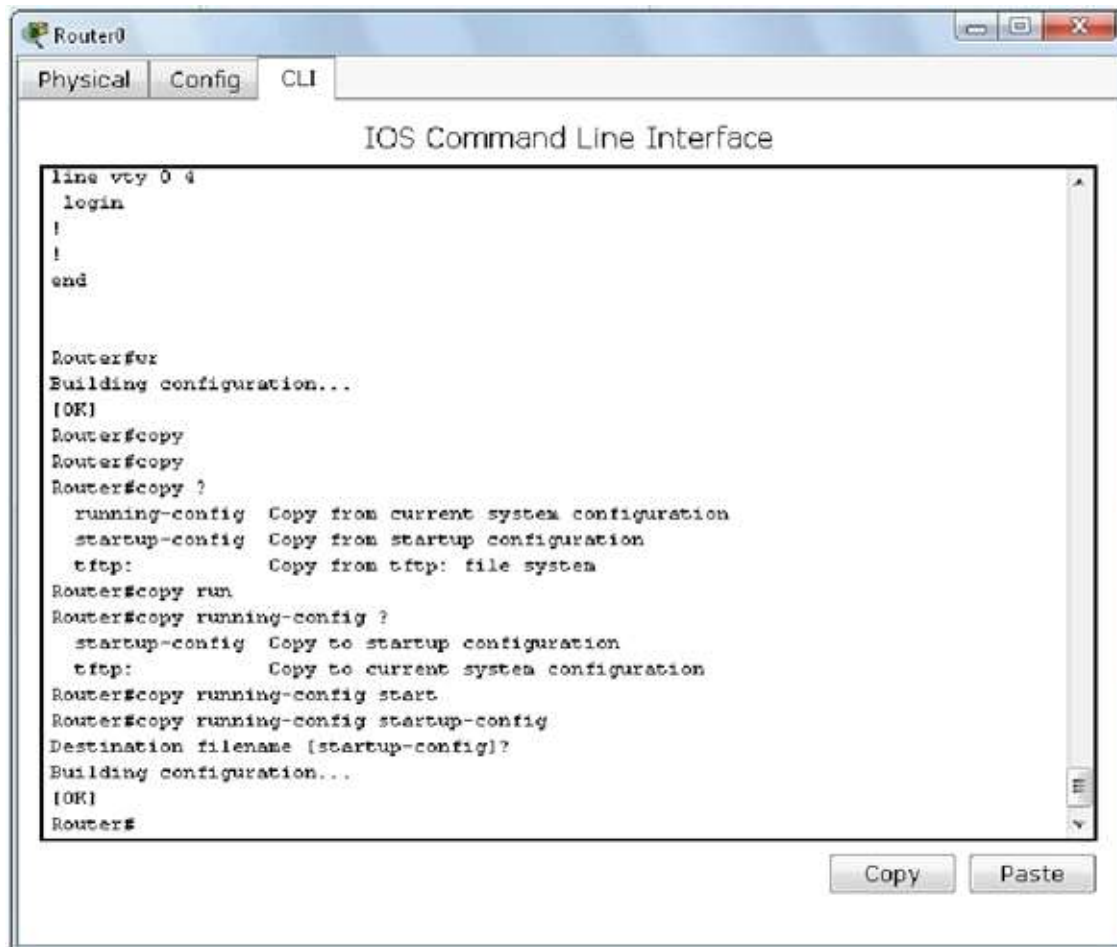 Router0
Physical Config CLI
IOS Command Line Interface
line vty 0 4
login
!
!
end
Router#wr
Building configuration...
[OK]
Router#copy
Router#copy
Router#copy ?
running-config Copy from current system configuration
startup-config Copy from startup configuration
tftp: Copy from tftp: file system
Router#copy run
Router#copy running-config ?
startup-config Copy to startup configuration
tftp: Copy to current system configuration
Router#copy running-config start
Router#copy running-config startup-config
Destination filename [startup-config]?
Building configuration...
[OK]
Router#
Copy Paste